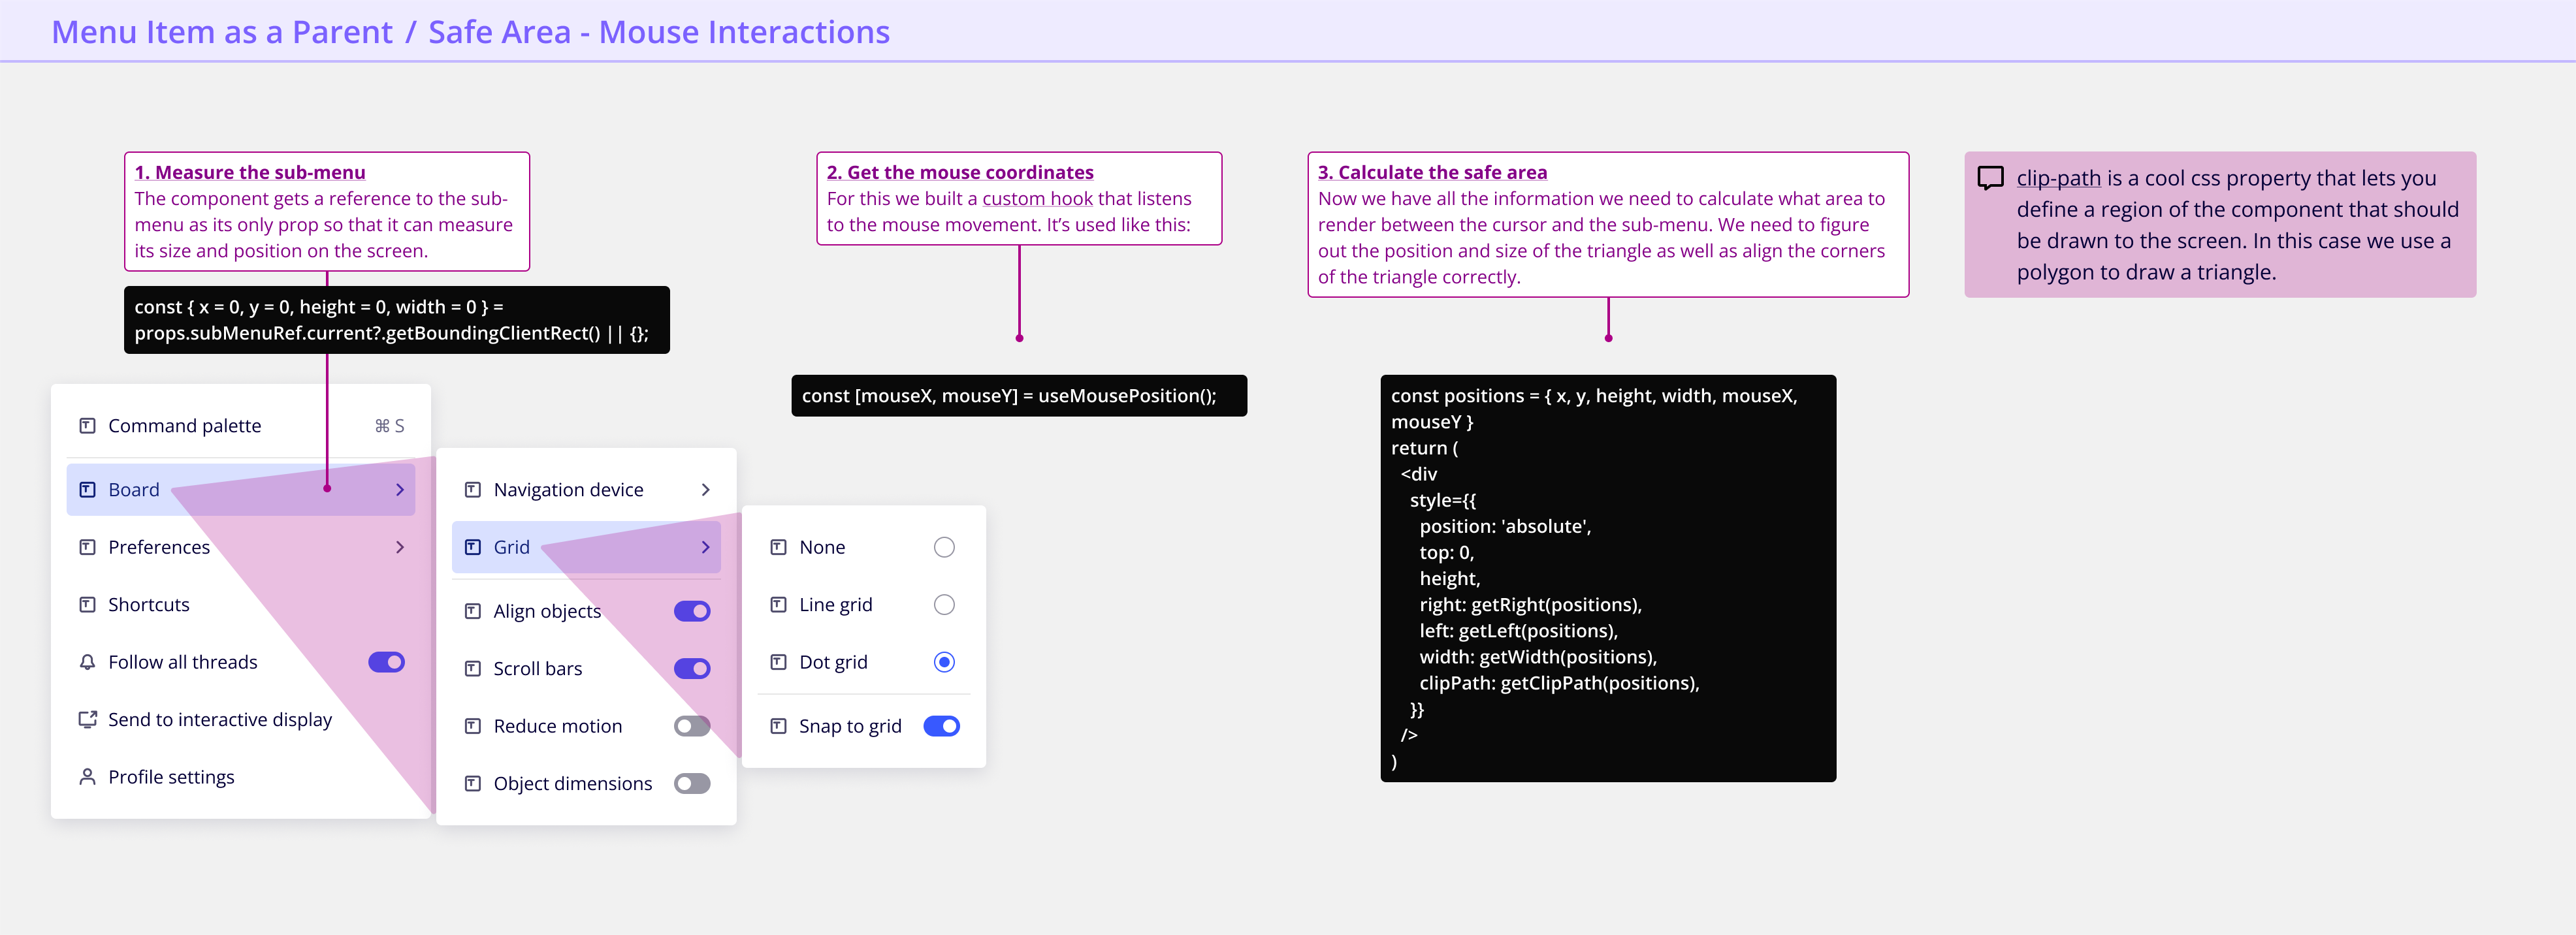 Menu Item as a Parent / Safe Area - Mouse Interactions
1. Measure the sub-menu
The component gets a reference to the sub-
menu as its only prop so that it can measure
its size and position on the screen.
const { x = 0, y = 0, height = 0, width = 0 } =
props.subMenuRef.current?.getBoundingClientRect() || {};
Command palette ⌘ S
Board
Preferences
Shortcuts
Follow all threads
Send to interactive display
Profile settings
Navigation device
Grid
Align objects
Scroll bars
Reduce motion
Object dimensions
None
Line grid
Dot grid
Snap to grid
2. Get the mouse coordinates
For this we built a custom hook that listens
to the mouse movement. It’s used like this:
const [mouseX, mouseY] = useMousePosition();
3. Calculate the safe area
Now we have all the information we need to calculate what area to
render between the cursor and the sub-menu. We need to figure
out the position and size of the triangle as well as align the corners
of the triangle correctly.
const positions = { x, y, height, width, mouseX,
mouseY }
return (
<div
style={{
position: 'absolute',
top: 0,
height,
right: getRight(positions),
left: getLeft(positions),
width: getWidth(positions),
clipPath: getClipPath(positions),
}}
/>
)
clip-path is a cool css property that lets you
define a region of the component that should
be drawn to the screen. In this case we use a
polygon to draw a triangle.